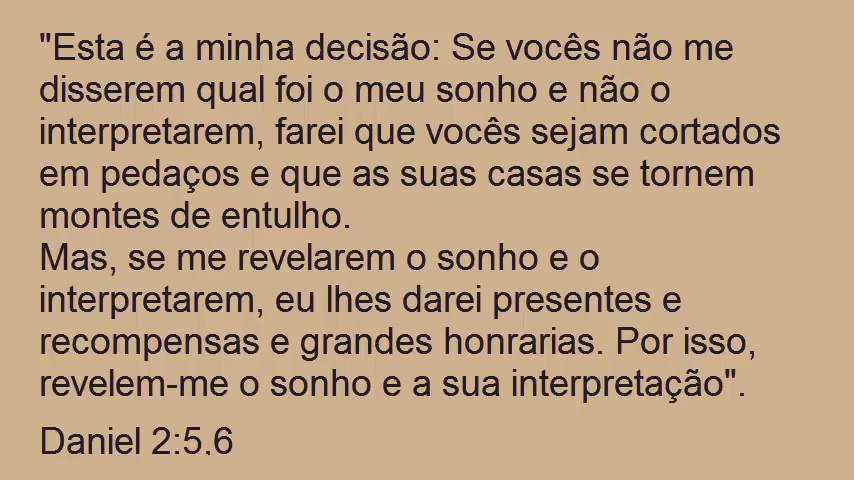 "Esta é a minha decisão: Se vocês não me
disserem qual foi o meu sonho e não o
interpretarem, farei que vocês sejam cortados
em pedaços e que as suas casas se tornem
montes de entulho.
Mas, se me revelarem o sonho e o
interpretarem, eu lhes darei presentes e
recompensas e grandes honrarias. Por isso,
revelem-me o sonho e a sua interpretação".
Daniel 2:5,6